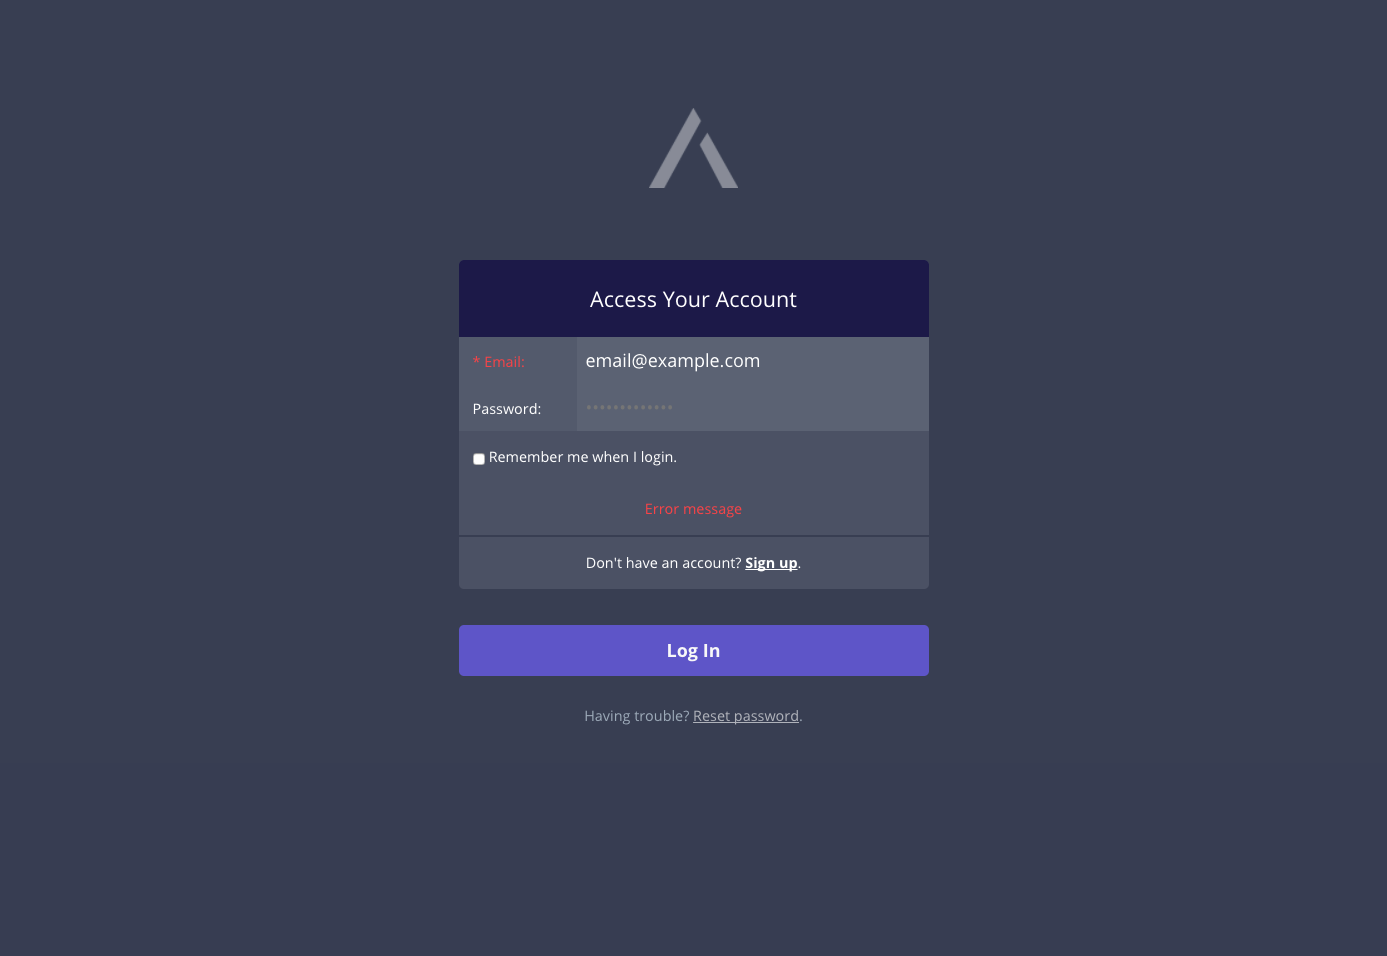 Access Your Account
* Email:
email@example.com
Password:
•••••••••••••
Remember me when I login.
Error message
Don't have an account? Sign up.
Log In
Having trouble? Reset password.